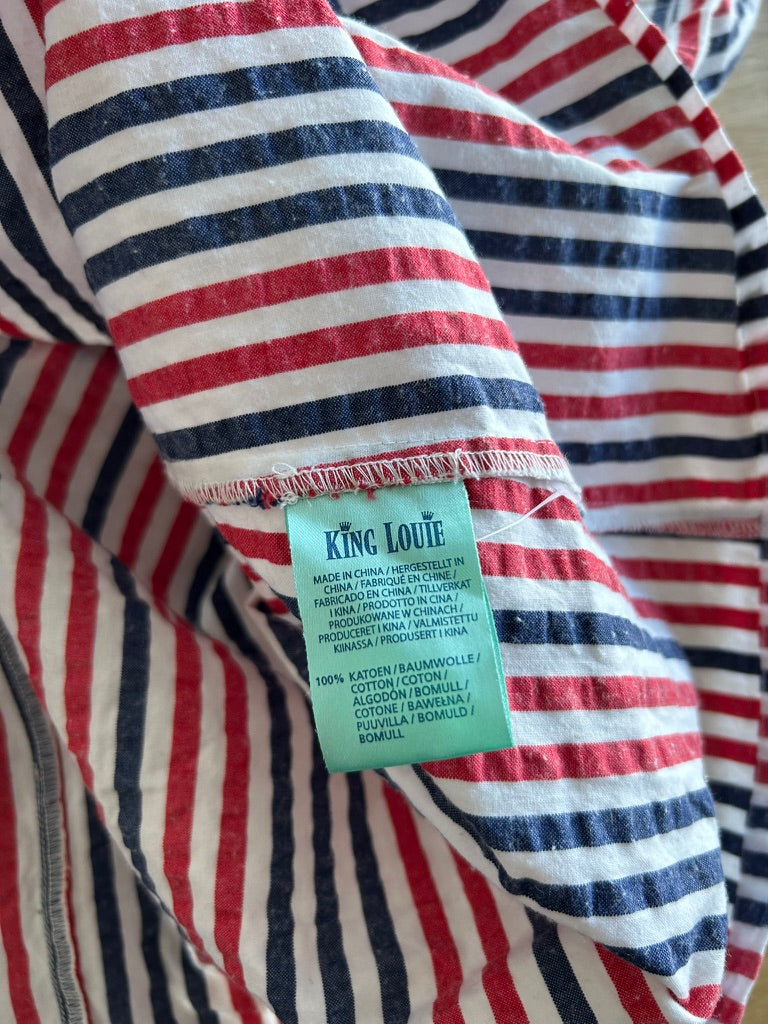 KING LOUIE
MADE IN CHINA / HERGESTELLT IN
CHINA / FABRIQUÉ EN CHINE /
FABRICADO EN CHINA / TILLVERKAT
I KINA / PRODOTTO IN CINA /
PRODUKOWANE W CHINACH /
PRODUCERET I KINA / VALMISTETTU
KIINASSA / PRODUSERT I KINA
100% KATOEN / BAUMWOLLE /
COTTON / COTON /
ALGODÓN / BOMULL /
COTONE / BAWEŁNA /
PUUVILLA / BOMULD /
BOMULL